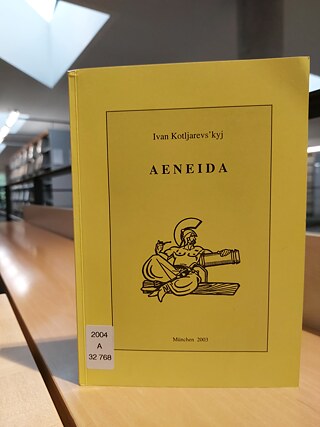 Ivan Kotljarevs'kyj
AENEIDA
München 2003
2004
A
32 768